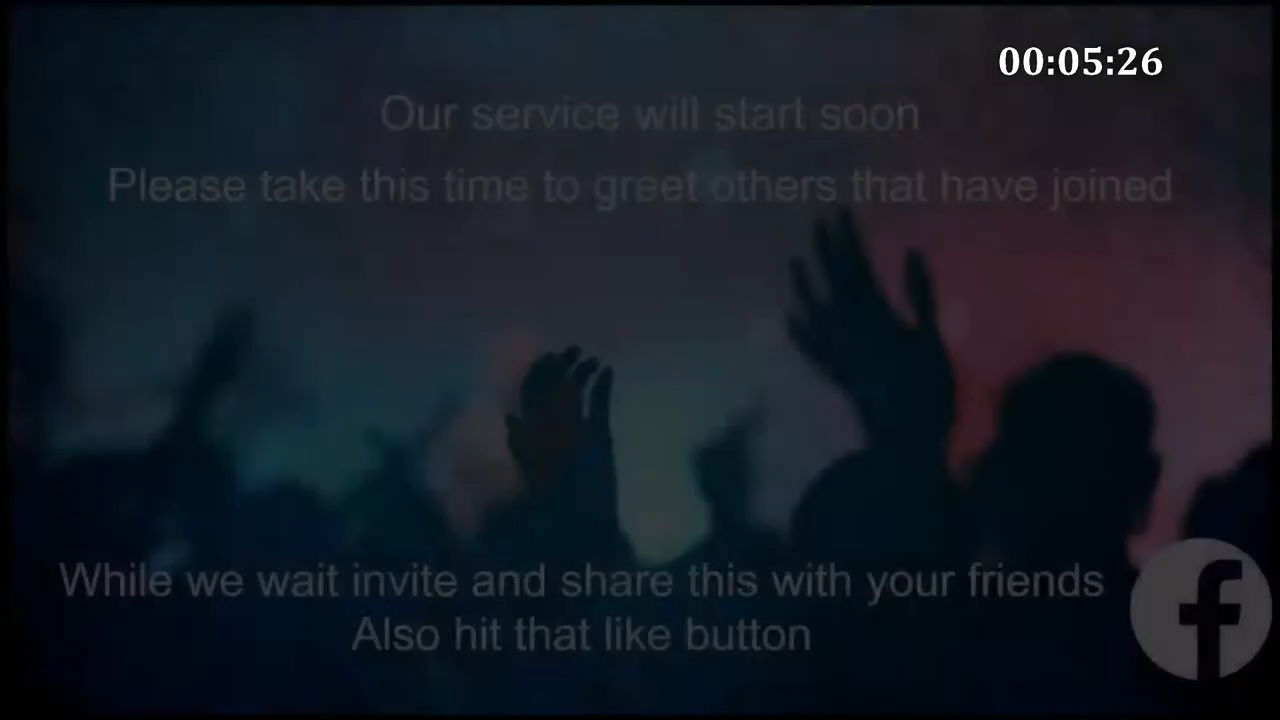 00:05:26
Our service will start soon
Please take this time to greet others that have joined
While we wait invite and share this with your friends
Also hit that like button
f